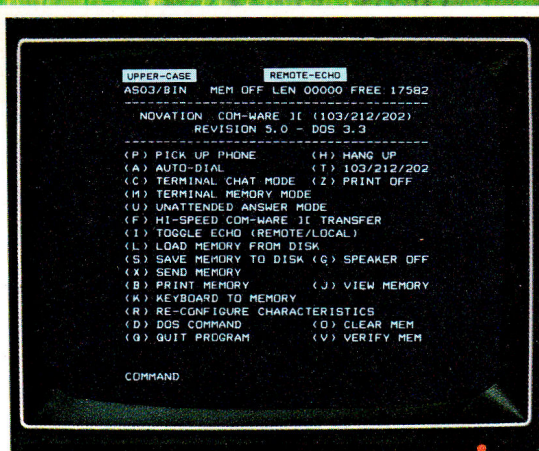 UPPER-CASE REMOTE-ECHO
ASO3/BIN MEM OFF LEN 00000 FREE 17582
NOVATION COM-WARE ][ (103/212/202)
REVISION 5.0 - DOS 3.3
(P) PICK UP PHONE (H) HANG UP
(A) AUTO-DIAL (T) 103/212/202
(C) TERMINAL CHAT MODE (Z) PRINT OFF
(M) TERMINAL MEMORY MODE
(U) UNATTENDED ANSWER MODE
(F) HI-SPEED COM-WARE ][ TRANSFER
(I) TOGGLE ECHO (REMOTE/LOCAL)
(L) LOAD MEMORY FROM DISK
(S) SAVE MEMORY TO DISK (G) SPEAKER OFF
(X) SEND MEMORY
(B) PRINT MEMORY (J) VIEW MEMORY
(K) KEYBOARD TO MEMORY
(R) RE-CONFIGURE CHARACTERISTICS
(D) DOS COMMAND (O) CLEAR MEM
(Q) QUIT PROGRAM (V) VERIFY MEM
COMMAND